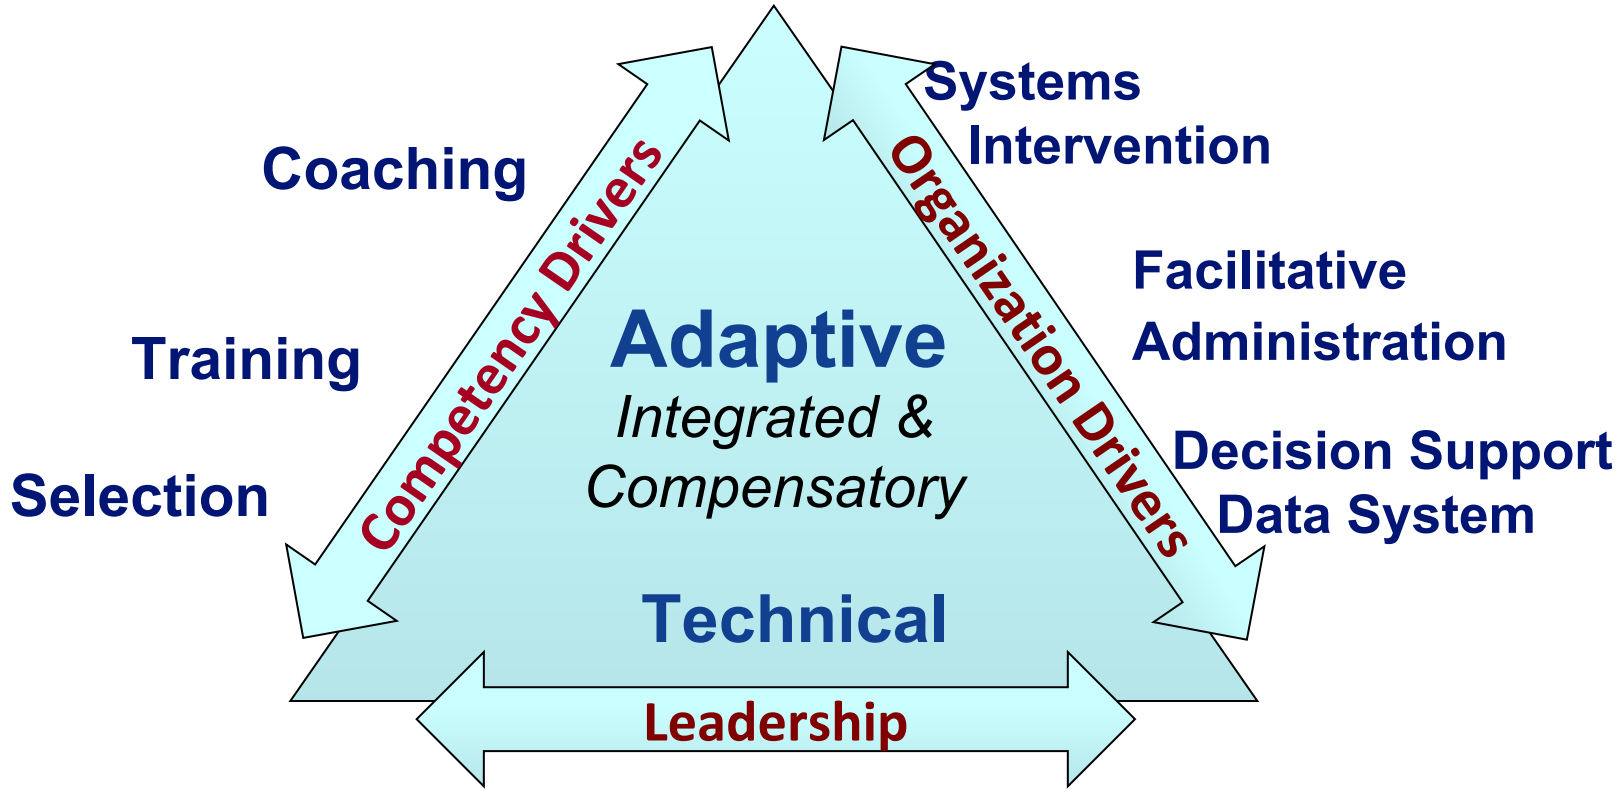 Systems
Intervention
Coaching
Competency Drivers
Organization Drivers
Facilitative
Administration
Training
Adaptive
Integrated &
Compensatory
Selection
Decision Support
Data System
Technical
Leadership